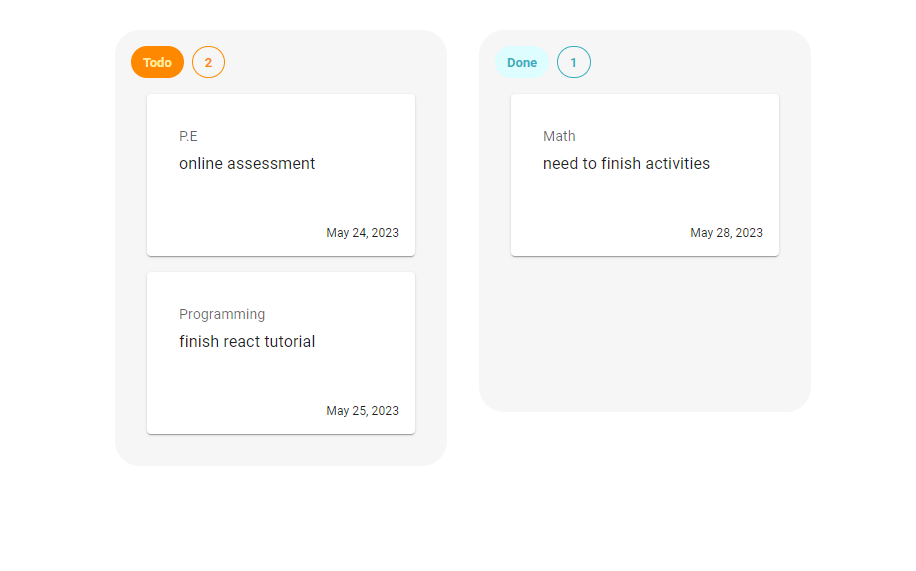 Todo 2
P.E
online assessment
May 24, 2023
Programming
finish react tutorial
May 25, 2023
Done 1
Math
need to finish activities
May 28, 2023